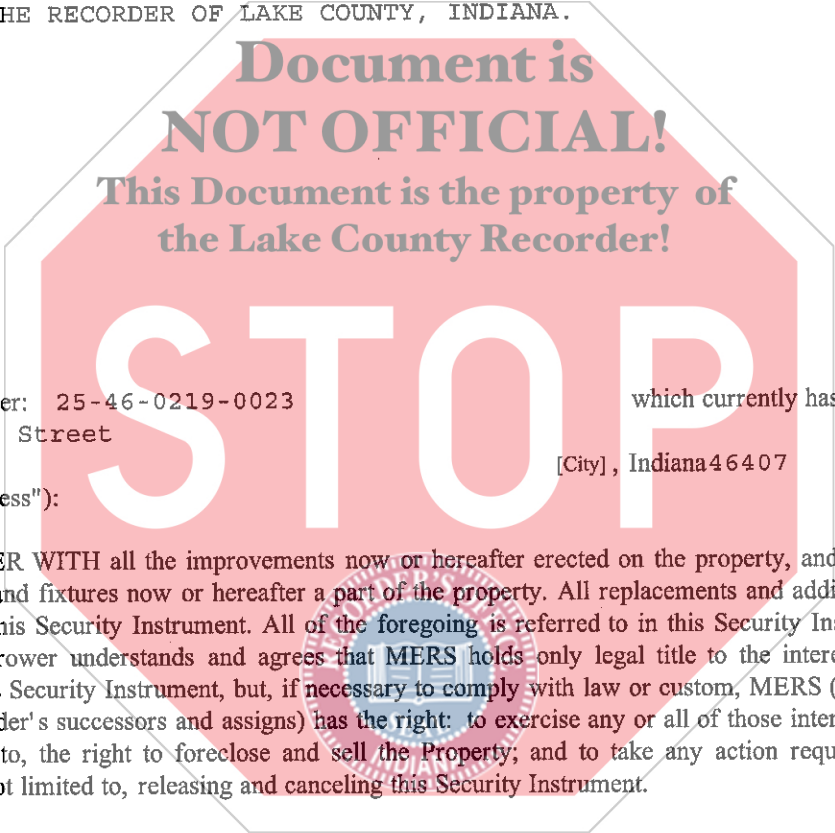 HE RECORDER OF LAKE COUNTY, INDIANA.
Document is
NOT OFFICIAL!
This Document is the property of
the Lake County Recorder!
STOP
er: 25-46-0219-0023 which currently has
Street
[City] , Indiana46407
ess"):
ER WITH all the improvements now or hereafter erected on the property, and
nd fixtures now or hereafter a part of the property. All replacements and addi
his Security Instrument. All of the foregoing is referred to in this Security Ins
rower understands and agrees that MERS holds only legal title to the intere
Security Instrument, but, if necessary to comply with law or custom, MERS (
der's successors and assigns) has the right: to exercise any or all of those inter
to, the right to foreclose and sell the Property; and to take any action requ
ot limited to, releasing and canceling this Security Instrument.
RECORDER'S OFFICE
INDIANA